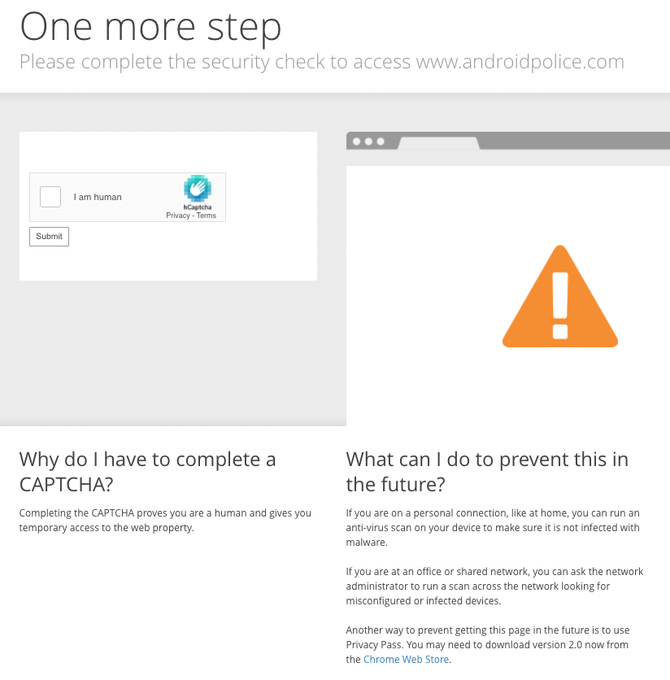 One more step
Please complete the security check to access www.androidpolice.com
I am human
hCaptcha
Privacy - Terms
Submit
Why do I have to complete a
CAPTCHA?
Completing the CAPTCHA proves you are a human and gives you
temporary access to the web property.
What can I do to prevent this in
the future?
If you are on a personal connection, like at home, you can run an
anti-virus scan on your device to make sure it is not infected with
malware.
If you are at an office or shared network, you can ask the network
administrator to run a scan across the network looking for
misconfigured or infected devices.
Another way to prevent getting this page in the future is to use
Privacy Pass. You may need to download version 2.0 now from
the Chrome Web Store.